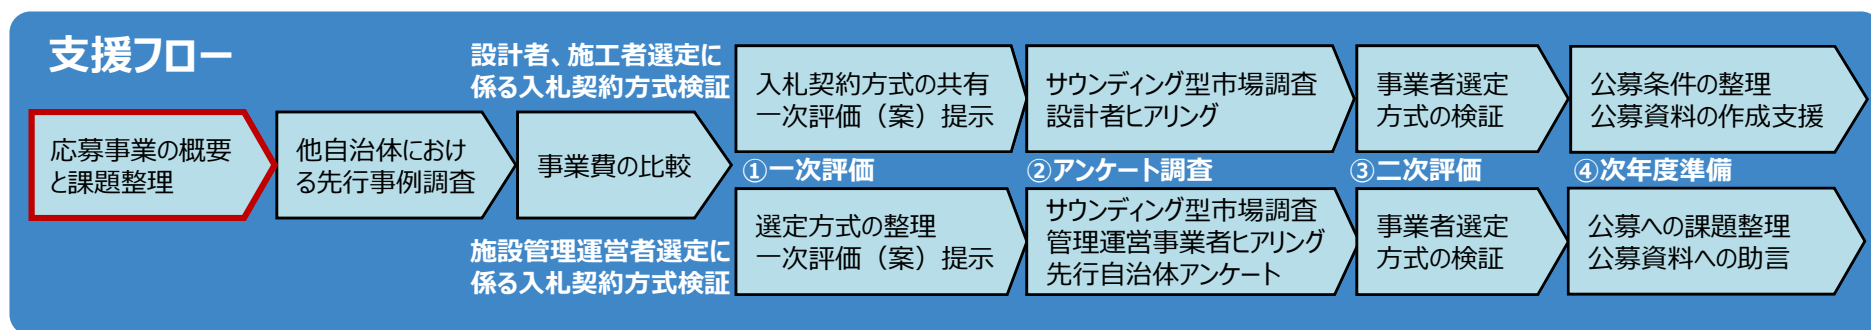 支援フロー
応募事業の概要
と課題整理
他自治体におけ
る先行事例調査
事業費の比較
設計者、施工者選定に
係る入札契約方式検証
入札契約方式の共有
一次評価（案）提示
サウンディング型市場調査
設計者ヒアリング
事業者選定
方式の検証
公募条件の整理
公募資料の作成支援
①一次評価
②アンケート調査
③二次評価
④次年度準備
施設管理運営者選定に
係る入札契約方式検証
選定方式の整理
一次評価（案）提示
サウンディング型市場調査
管理運営事業者ヒアリング
先行自治体アンケート
事業者選定
方式の検証
公募への課題整理
公募資料への助言